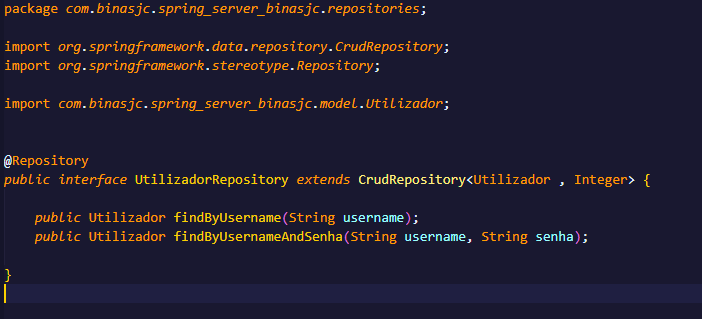 package com.binasjc.spring_server_binasjc.repositories;
import org.springframework.data.repository.CrudRepository;
import org.springframework.stereotype.Repository;
import com.binasjc.spring_server_binasjc.model.Utilizador;
@Repository
public interface UtilizadorRepository extends CrudRepository<Utilizador , Integer> {
public Utilizador findByUsername(String username);
public Utilizador findByUsernameAndSenha(String username, String senha);
}